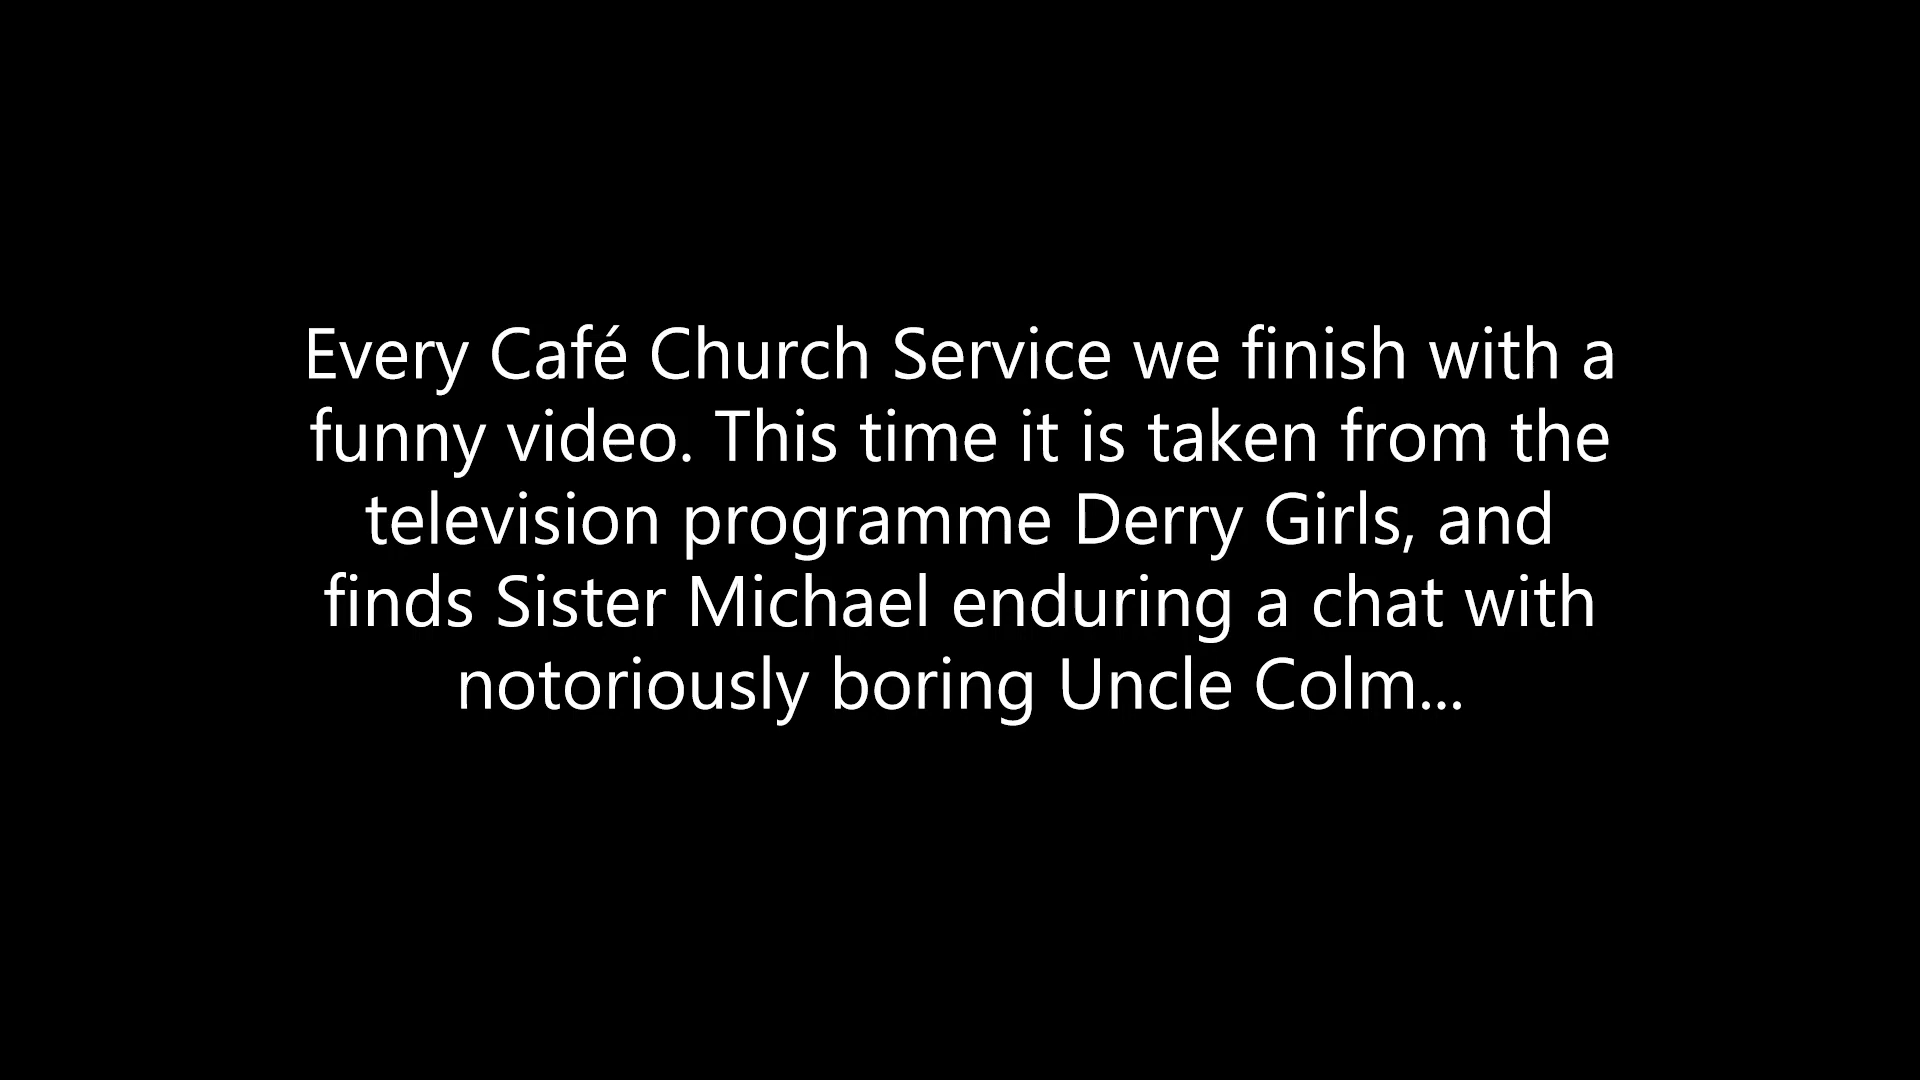 Every Café Church Service we finish with a
funny video. This time it is taken from the
television programme Derry Girls, and
finds Sister Michael enduring a chat with
notoriously boring Uncle Colm...